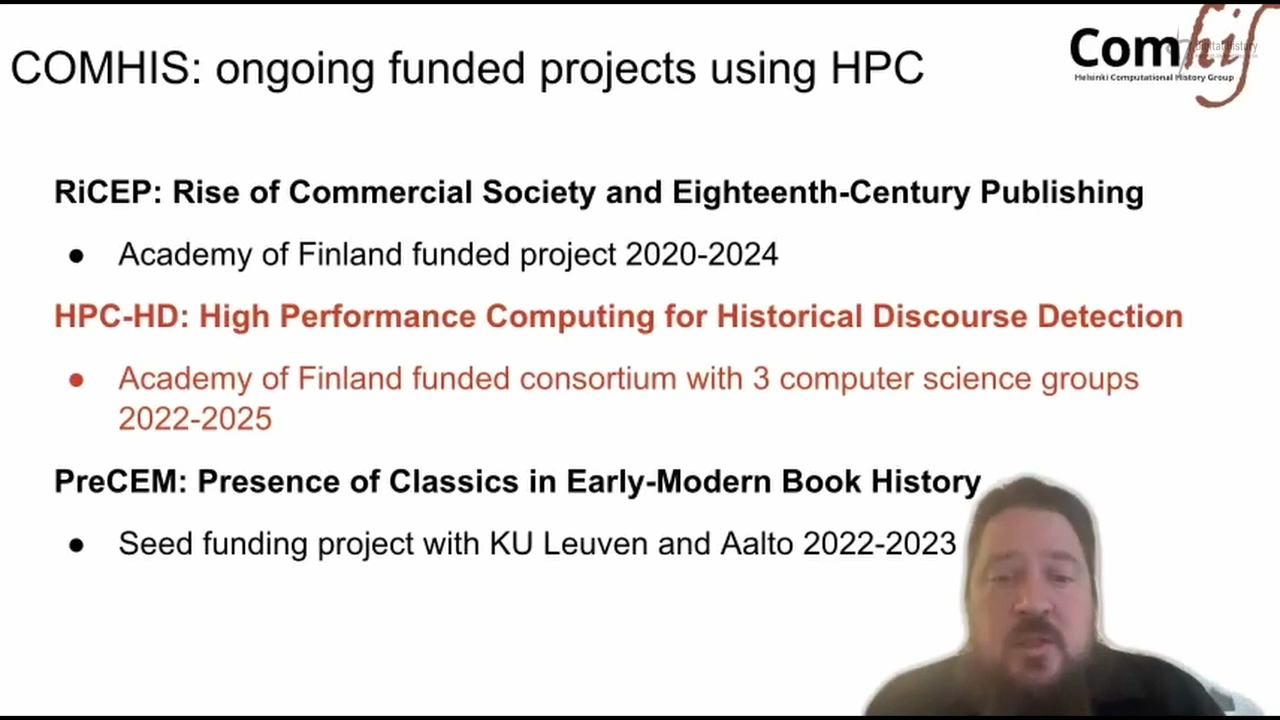 COMHIS: ongoing funded projects using HPC
Comhis
Helsinki Computational History Group
RiCEP: Rise of Commercial Society and Eighteenth-Century Publishing
● Academy of Finland funded project 2020-2024
HPC-HD: High Performance Computing for Historical Discourse Detection
● Academy of Finland funded consortium with 3 computer science groups
2022-2025
PreCEM: Presence of Classics in Early-Modern Book History
● Seed funding project with KU Leuven and Aalto 2022-2023